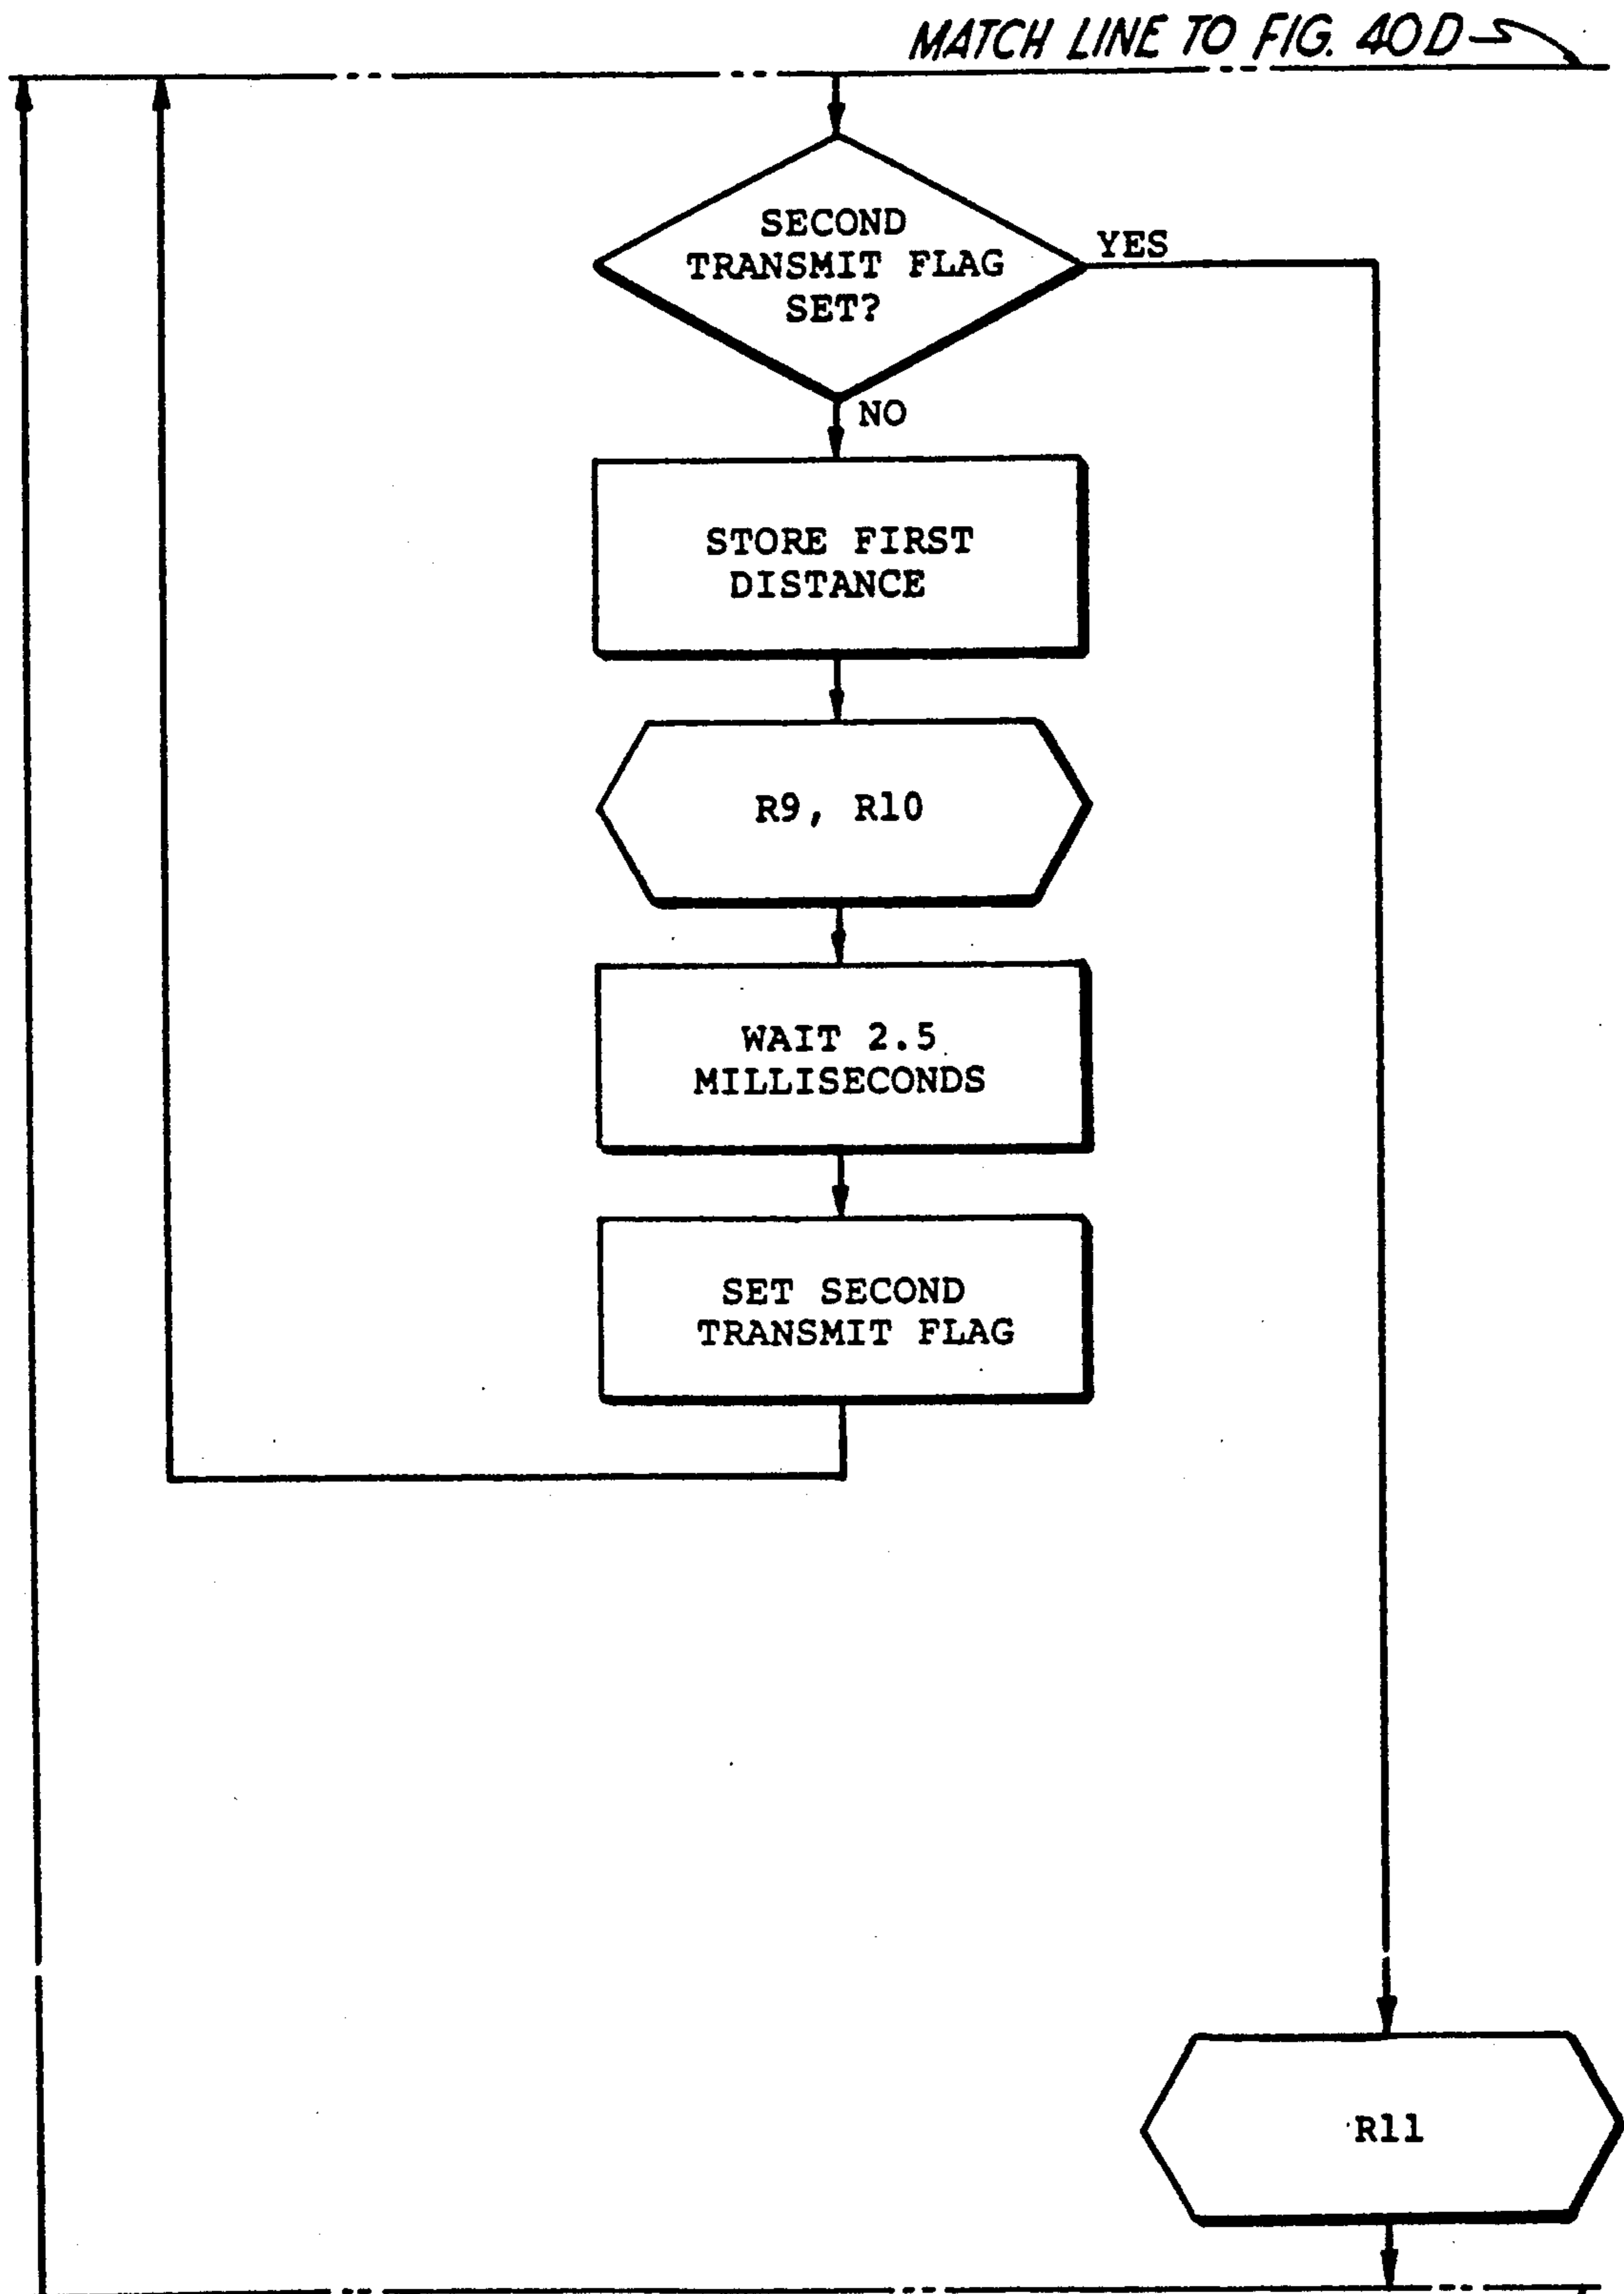 MATCH LINE TO FIG. 40D
SECOND
TRANSMIT FLAG
SET?
YES
NO
STORE FIRST
DISTANCE
R9, R10
WAIT 2.5
MILLISECONDS
SET SECOND
TRANSMIT FLAG
R11